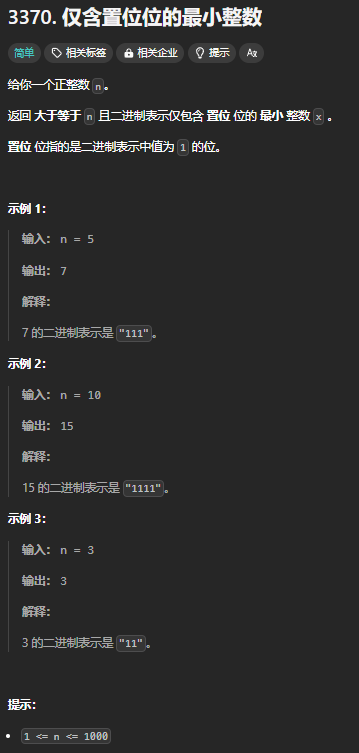 3370. 仅含置位位的最小整数
简单 相关标签 相关企业 提示 Aあ
给你一个正整数 n。
返回 大于等于 n 且二进制表示仅包含 置位 位的 最小 整数 x 。
置位 位指的是二进制表示中值为 1 的位。
示例 1：
输入： n = 5
输出： 7
解释：
7 的二进制表示是 "111"。
示例 2：
输入： n = 10
输出： 15
解释：
15 的二进制表示是 "1111"。
示例 3：
输入： n = 3
输出： 3
解释：
3 的二进制表示是 "11"。
提示：
• 1 <= n <= 1000